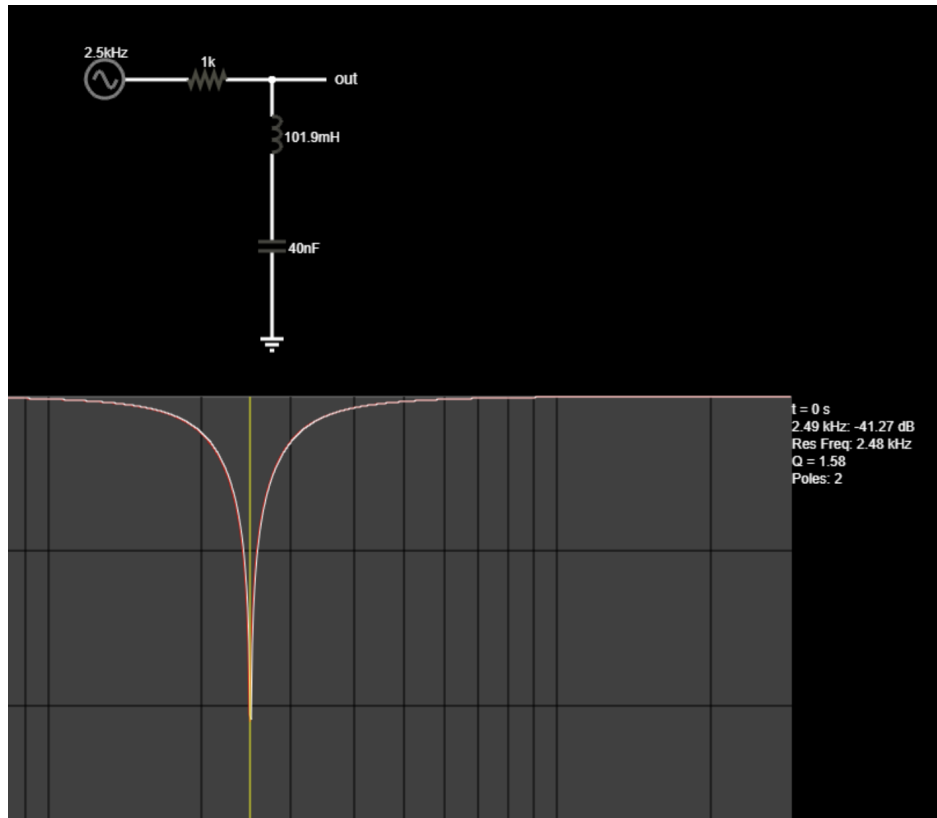 2.5kHz
1k
out
101.9mH
40nF
t = 0 s
2.49 kHz: -41.27 dB
Res Freq: 2.48 kHz
Q = 1.58
Poles: 2